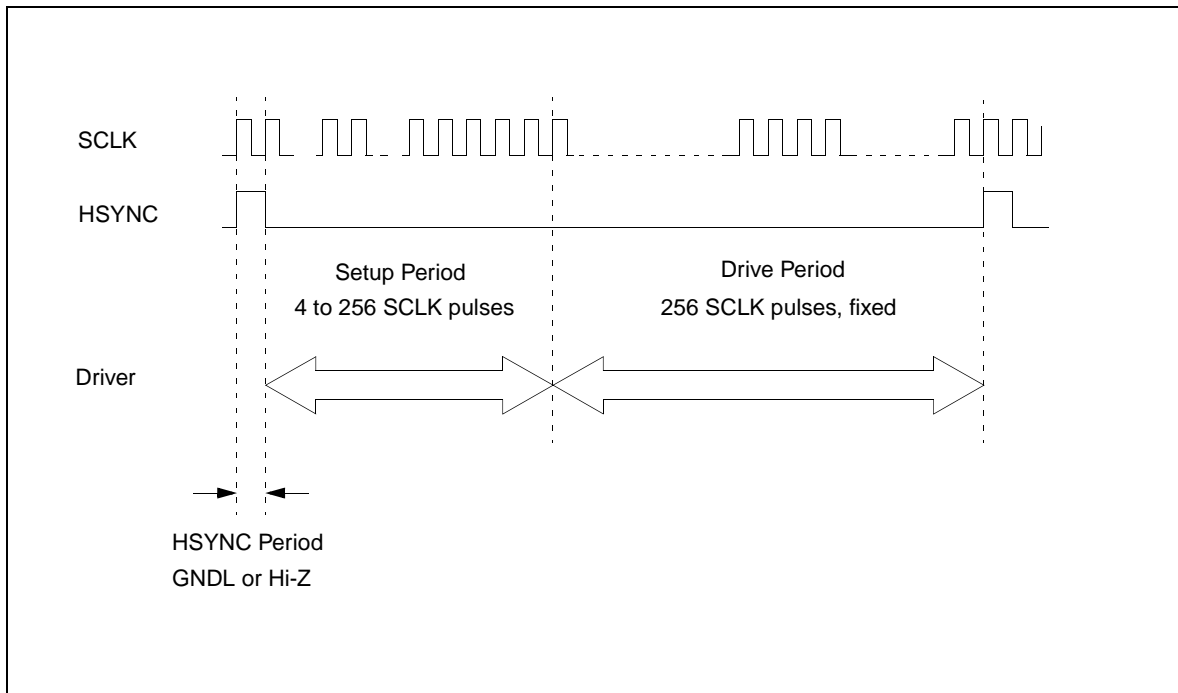 SCLK
HSYNC
Setup Period
4 to 256 SCLK pulses
Drive Period
256 SCLK pulses, fixed
Driver
HSYNC Period
GNDL or Hi-Z